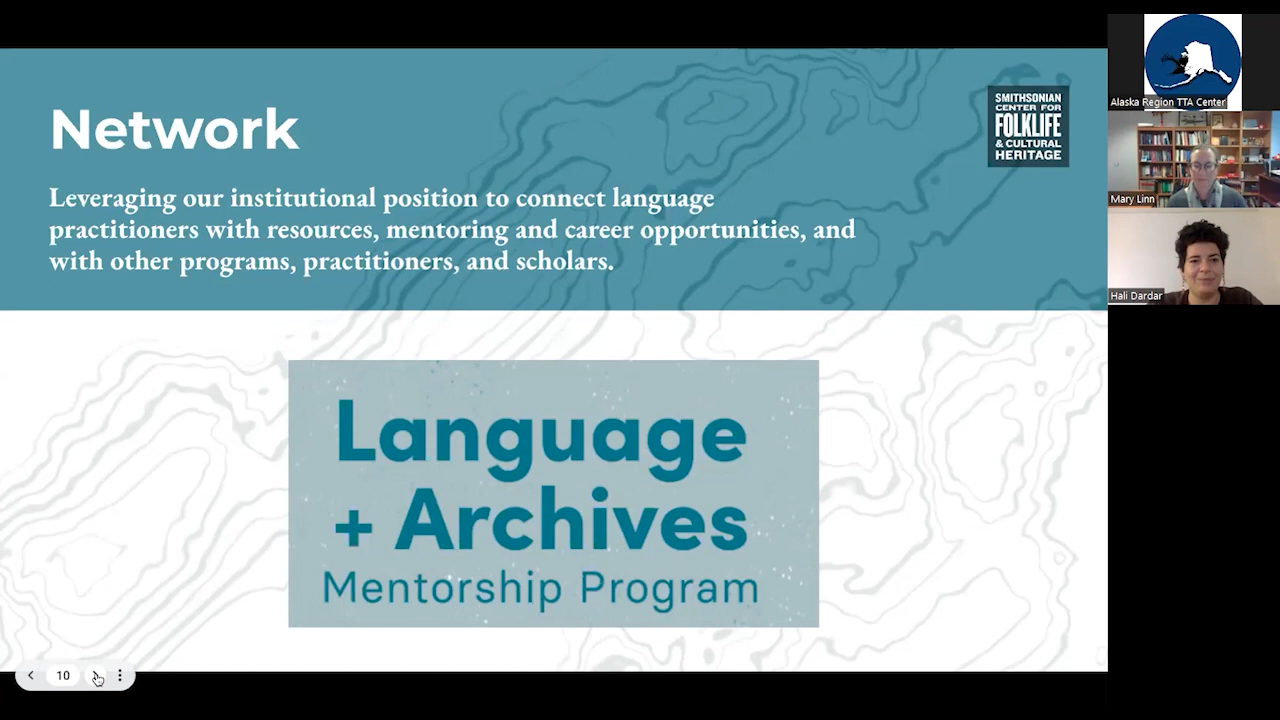 Network
Leveraging our institutional position to connect language
practitioners with resources, mentoring and career opportunities, and
with other programs, practitioners, and scholars.
SMITHSONIAN
CENTER FOR
FOLKLIFE
& CULTURAL
HERITAGE
Language
+ Archives
Mentorship Program
10
Alaska Region TTA Center
Mary Linn
Hali Dardar